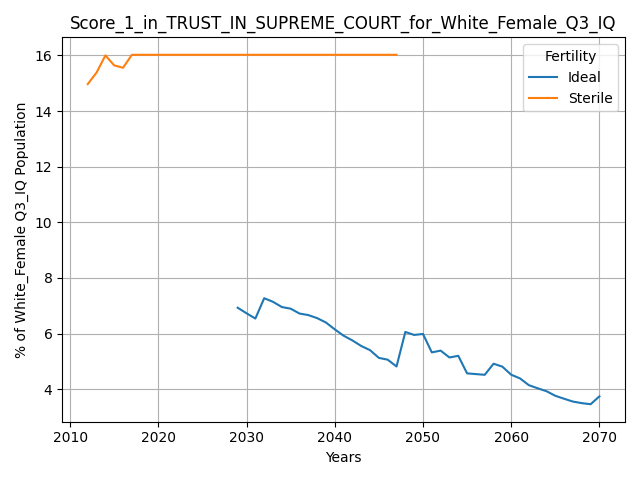 Score_1_in_TRUST_IN_SUPREME_COURT_for_White_Female_Q3_IQ
% of White_Female Q3_IQ Population
16
14
12
10
8
6
4
Fertility
Ideal
Sterile
2010 2020 2030 2040 2050 2060 2070
Years